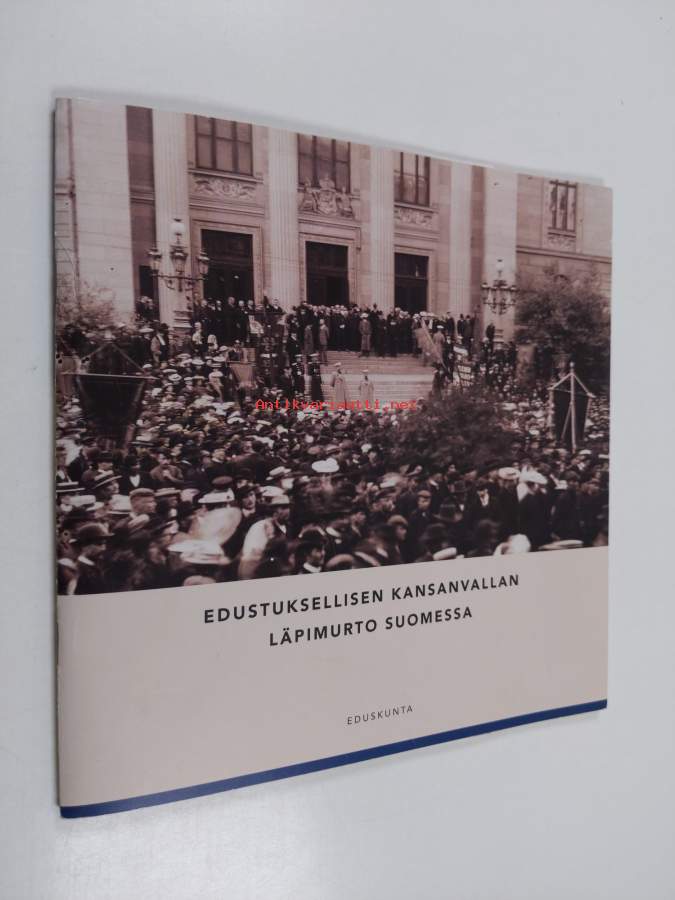 Antikvariaatti.net
EDUSTUKSELLISEN KANSANVALLAN
LÄPIMURTO SUOMESSA
EDUSKUNTA